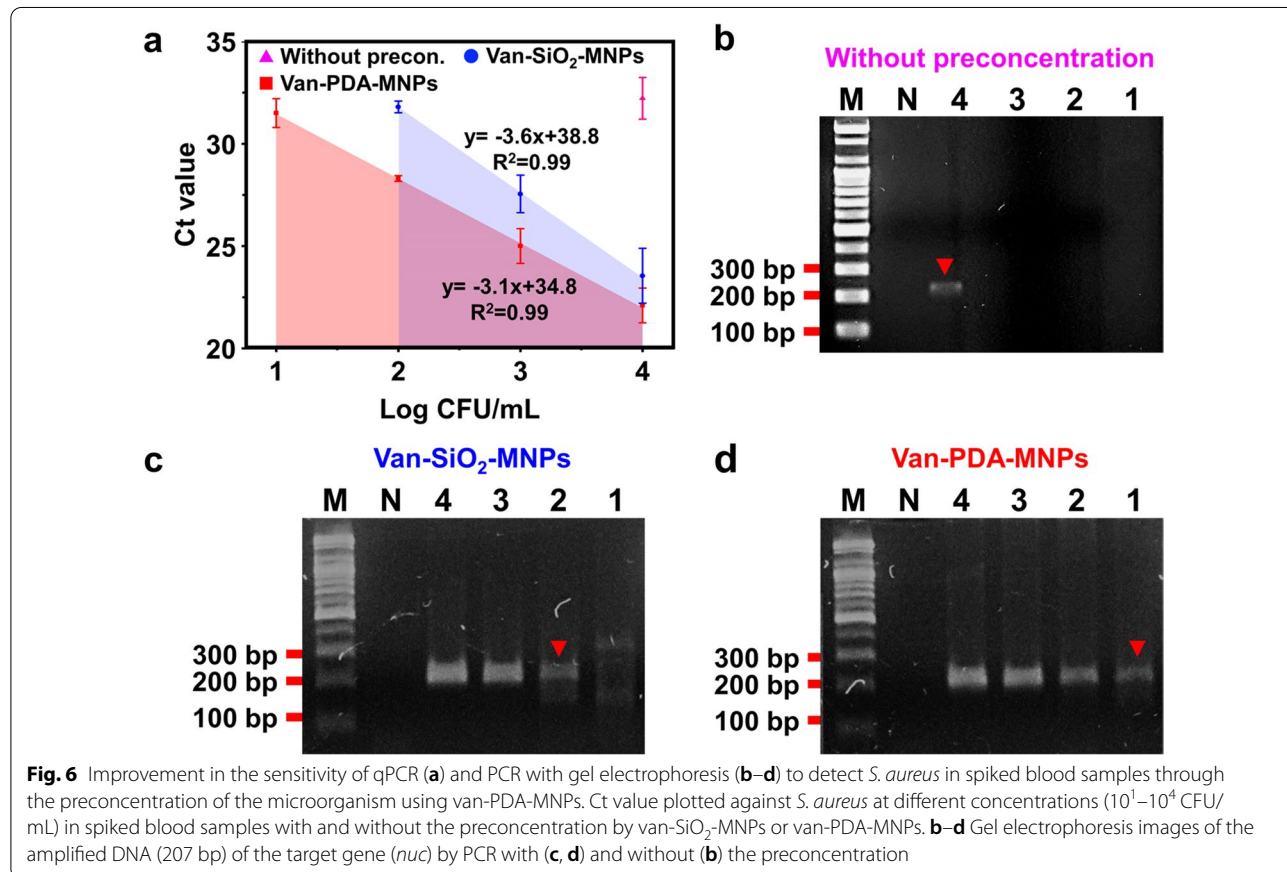 a
35
▲ Without precon. ● Van-SiO₂-MNPs
■ Van-PDA-MNPs
30
25
20
Ct value
y= -3.6x+38.8
R²=0.99
y= -3.1x+34.8
R²=0.99
1 2 3 4
Log CFU/mL
b
Without preconcentration
M N 4 3 2 1
300 bp
200 bp
100 bp
c
Van-SiO₂-MNPs
M N 4 3 2 1
300 bp
200 bp
100 bp
d
Van-PDA-MNPs
M N 4 3 2 1
300 bp
200 bp
100 bp
Fig. 6 Improvement in the sensitivity of qPCR (a) and PCR with gel electrophoresis (b–d) to detect S. aureus in spiked blood samples through
the preconcentration of the microorganism using van-PDA-MNPs. Ct value plotted against S. aureus at different concentrations (10¹–10⁴ CFU/
mL) in spiked blood samples with and without the preconcentration by van-SiO₂-MNPs or van-PDA-MNPs. b–d Gel electrophoresis images of the
amplified DNA (207 bp) of the target gene (nuc) by PCR with (c, d) and without (b) the preconcentration